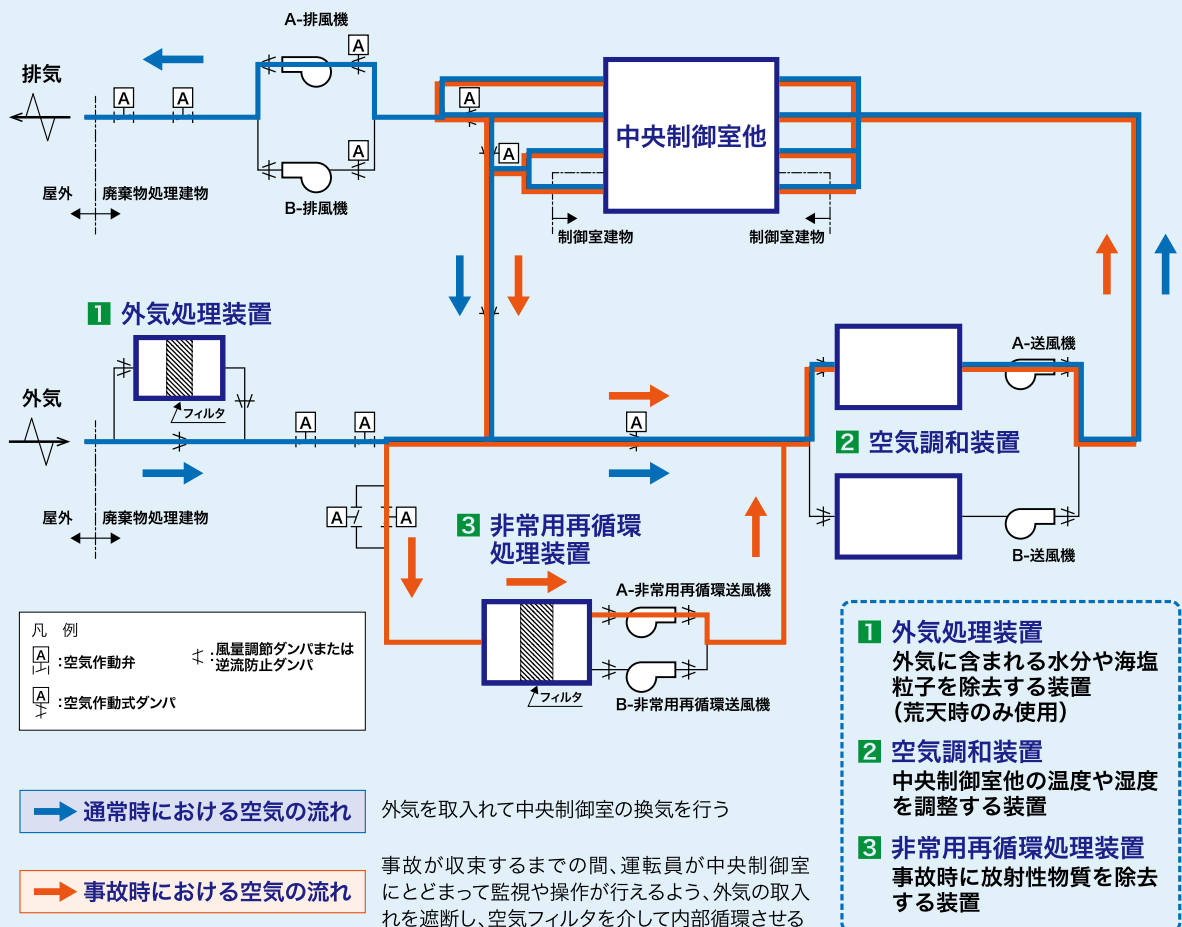 A-排風機
A
排気
A
A
A
A
B-排風機
屋外
廃棄物処理建物
A
中央制御室他
制御室建物
制御室建物
1 外気処理装置
フィルタ
外気
A
A
A
屋外
廃棄物処理建物
A-送風機
2 空気調和装置
B-送風機
A
A
3 非常用再循環
処理装置
A-非常用再循環送風機
フィルタ
B-非常用再循環送風機
凡 例
A
:空気作動弁
:風量調節ダンパまたは
逆流防止ダンパ
A
:空気作動式ダンパ
1 外気処理装置
外気に含まれる水分や海塩
粒子を除去する装置
(荒天時のみ使用)
2 空気調和装置
中央制御室他の温度や湿度
を調整する装置
3 非常用再循環処理装置
事故時に放射性物質を除去
する装置
通常時における空気の流れ
外気を取入れて中央制御室の換気を行う
事故時における空気の流れ
事故が収束するまでの間、運転員が中央制御室
にとどまって監視や操作が行えるよう、外気の取入
れを遮断し、空気フィルタを介して内部循環させる